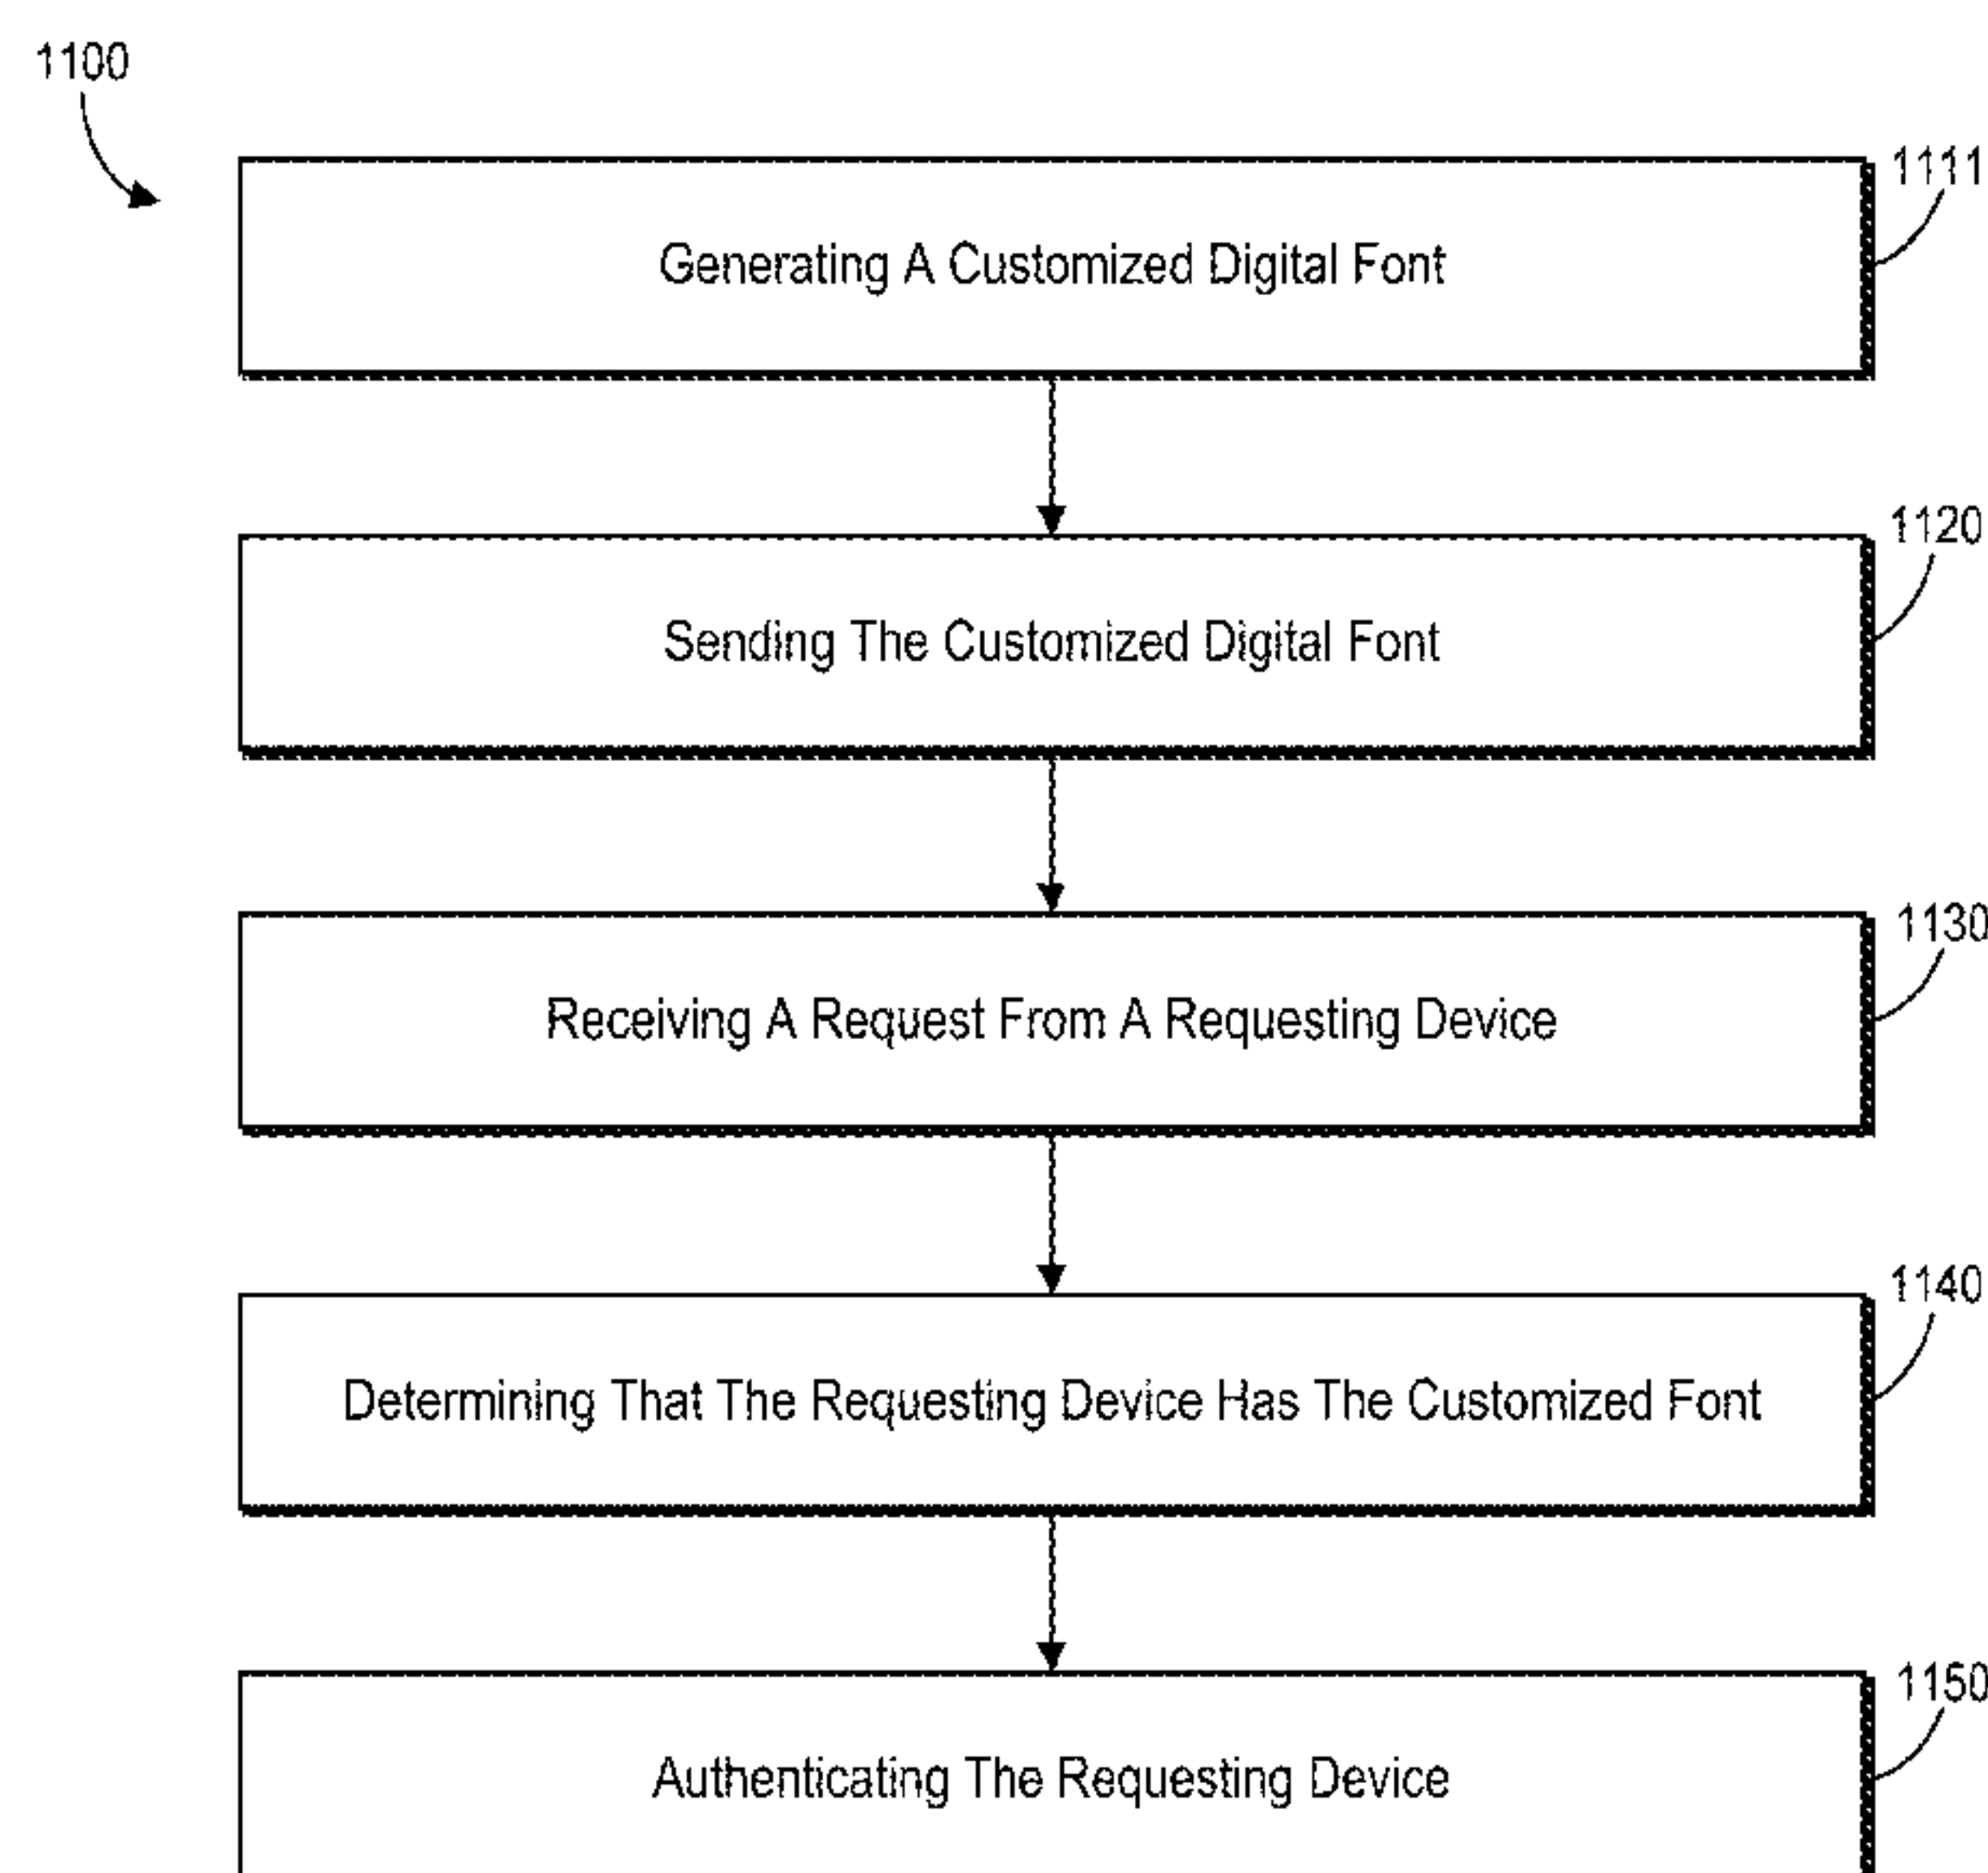 1100
1111
Generating A Customized Digital Font
1120
Sending The Customized Digital Font
1130
Receiving A Request From A Requesting Device
1140
Determining That The Requesting Device Has The Customized Font
1150
Authenticating The Requesting Device